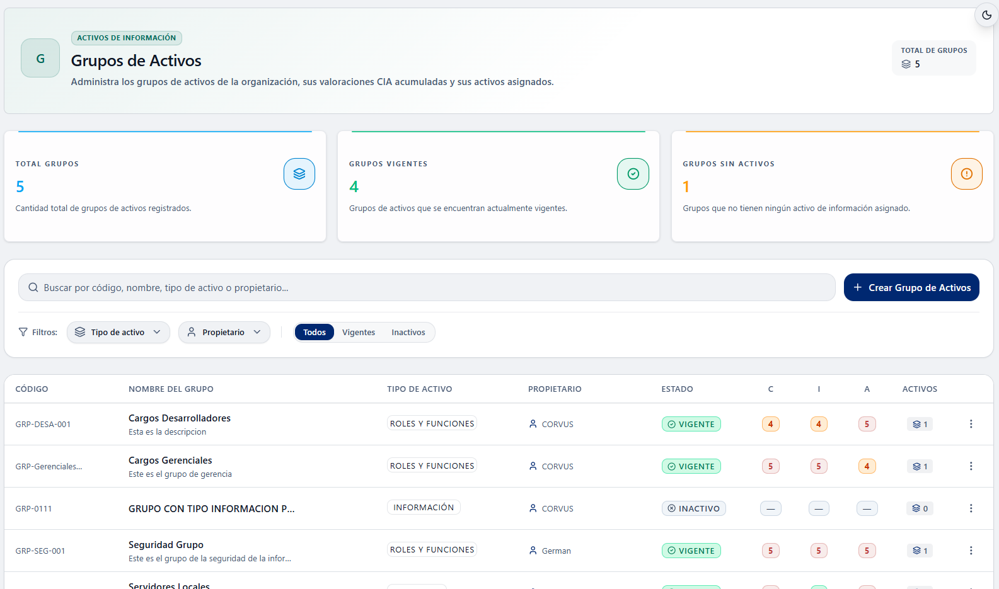 G
ACTIVOS DE INFORMACIÓN
Grupos de Activos
Administra los grupos de activos de la organización, sus valoraciones CIA acumuladas y sus activos asignados.
TOTAL DE GRUPOS
5
TOTAL GRUPOS
5
Cantidad total de grupos de activos registrados.
GRUPOS VIGENTES
4
Grupos de activos que se encuentran actualmente vigentes.
GRUPOS SIN ACTIVOS
1
Grupos que no tienen ningún activo de información asignado.
Buscar por código, nombre, tipo de activo o propietario...
+ Crear Grupo de Activos
Filtros: Tipo de activo Propietario Todos Vigentes Inactivos
CÓDIGO NOMBRE DEL GRUPO TIPO DE ACTIVO PROPIETARIO ESTADO C I A ACTIVOS
GRP-DESA-001 Cargos Desarrolladores ROLES Y FUNCIONES CORVUS VIGENTE 4 4 5 1
Esta es la descripcion
GRP-Gerenciales... Cargos Gerenciales ROLES Y FUNCIONES CORVUS VIGENTE 5 5 4 1
Este es el grupo de gerencia
GRP-0111 GRUPO CON TIPO INFORMACION P... INFORMACIÓN CORVUS INACTIVO — — — 0
GRP-SEG-001 Seguridad Grupo ROLES Y FUNCIONES German VIGENTE 5 5 5 1
Este es el grupo de la seguridad de la infor...
Servidores Locales